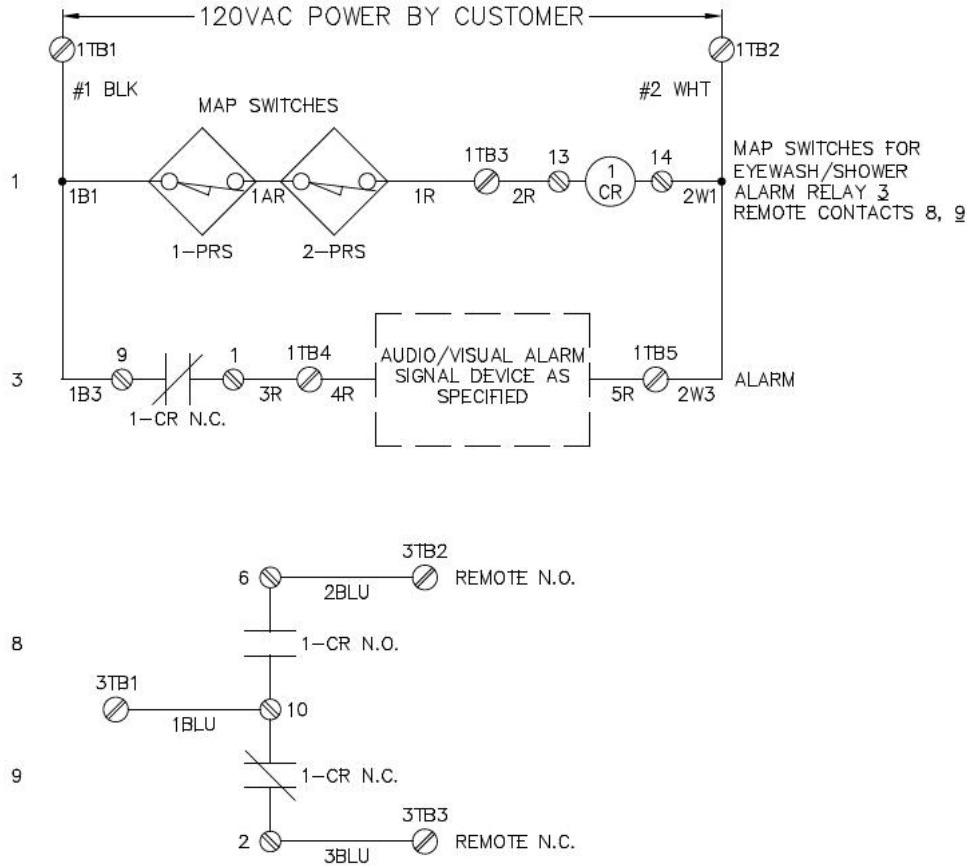 120VAC POWER BY CUSTOMER
1TB1
1TB2
#1 BLK
#2 WHT
MAP SWITCHES
1
1B1
1AR
1R
1TB3
2R
13
1
CR
14
2W1
1-PRS
2-PRS
MAP SWITCHES FOR
EYEWASH/SHOWER
ALARM RELAY 3
REMOTE CONTACTS 8, 9
3
1B3
9
1-CR N.C.
1
3R
1TB4
4R
AUDIO/VISUAL ALARM
SIGNAL DEVICE AS
SPECIFIED
5R
1TB5
2W3
ALARM
6
2BLU
3TB2
REMOTE N.O.
8
1-CR N.O.
3TB1
1BLU
10
9
1-CR N.C.
2
3BLU
3TB3
REMOTE N.C.